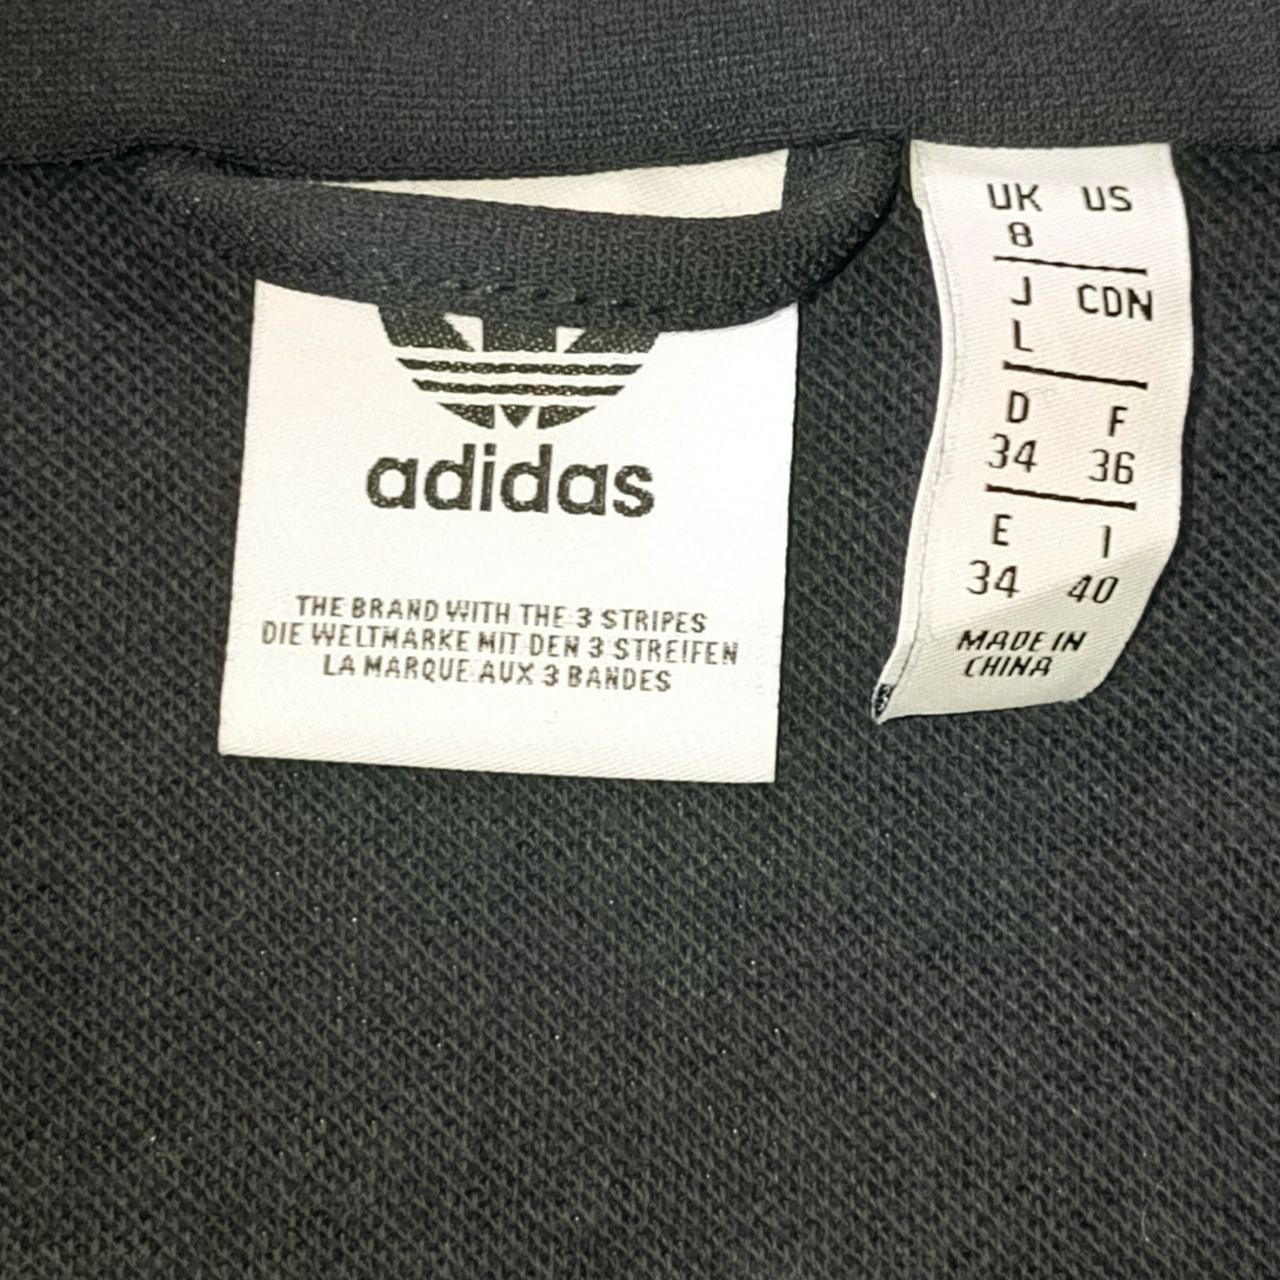 adidas
THE BRAND WITH THE 3 STRIPES
DIE WELTMARKE MIT DEN 3 STREIFEN
LA MARQUE AUX 3 BANDES
UK US
8
J CDN
L
D F
34 36
E I
34 40
MADE IN
CHINA